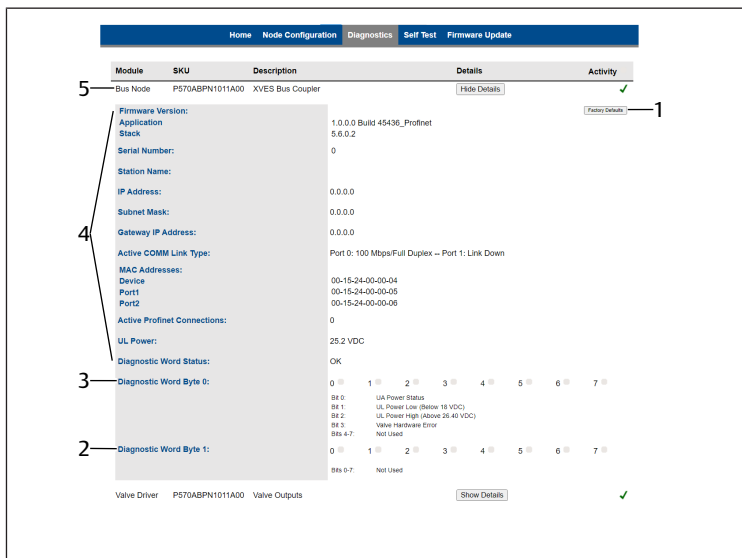 Home Node Configuration Diagnostics Self Test Firmware Update
Module SKU Description Details Activity
5 Bus Node P570ABPN1011A00 XVES Bus Coupler Hide Details
Firmware Version: Factory Defaults 1
Application 1.0.0.0 Build 45436_Profinet
Stack 5.6.0.2
Serial Number: 0
Station Name:
IP Address: 0.0.0.0
Subnet Mask: 0.0.0.0
4 Gateway IP Address: 0.0.0.0
Active COMM Link Type: Port 0: 100 Mbps/Full Duplex -- Port 1: Link Down
MAC Addresses:
Device 00-15-24-00-00-04
Port1 00-15-24-00-00-05
Port2 00-15-24-00-00-06
Active Profinet Connections: 0
UL Power: 25.2 VDC
Diagnostic Word Status: OK
3 Diagnostic Word Byte 0: 0 1 2 3 4 5 6 7
Bit 0: UA Power Status
Bit 1: UL Power Low (Below 18 VDC)
Bit 2: UL Power High (Above 26.40 VDC)
Bit 3: Valve Hardware Error
Bits 4-7: Not Used
2 Diagnostic Word Byte 1: 0 1 2 3 4 5 6 7
Bits 0-7: Not Used
Valve Driver P570ABPN1011A00 Valve Outputs Show Details